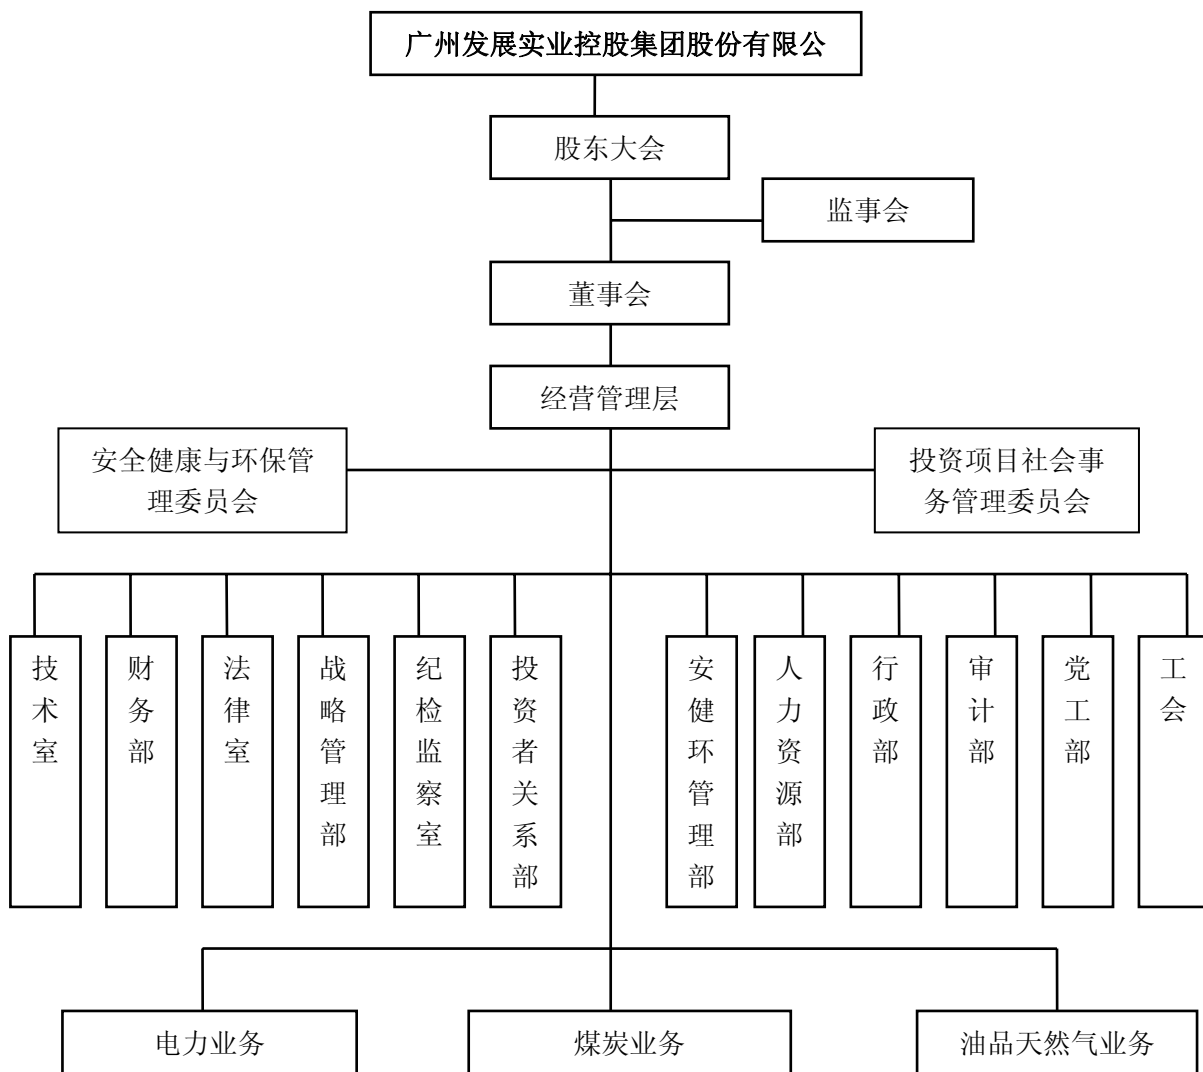 广州发展实业控股集团股份有限公
股东大会
监事会
董事会
经营管理层
安全健康与环保管
理委员会
投资项目社会事
务管理委员会
技术室
财务部
法律室
战略管理部
纪检监察室
投资者关系部
安健环管理部
人力资源部
行政部
审计部
党工部
工会
电力业务
煤炭业务
油品天然气业务